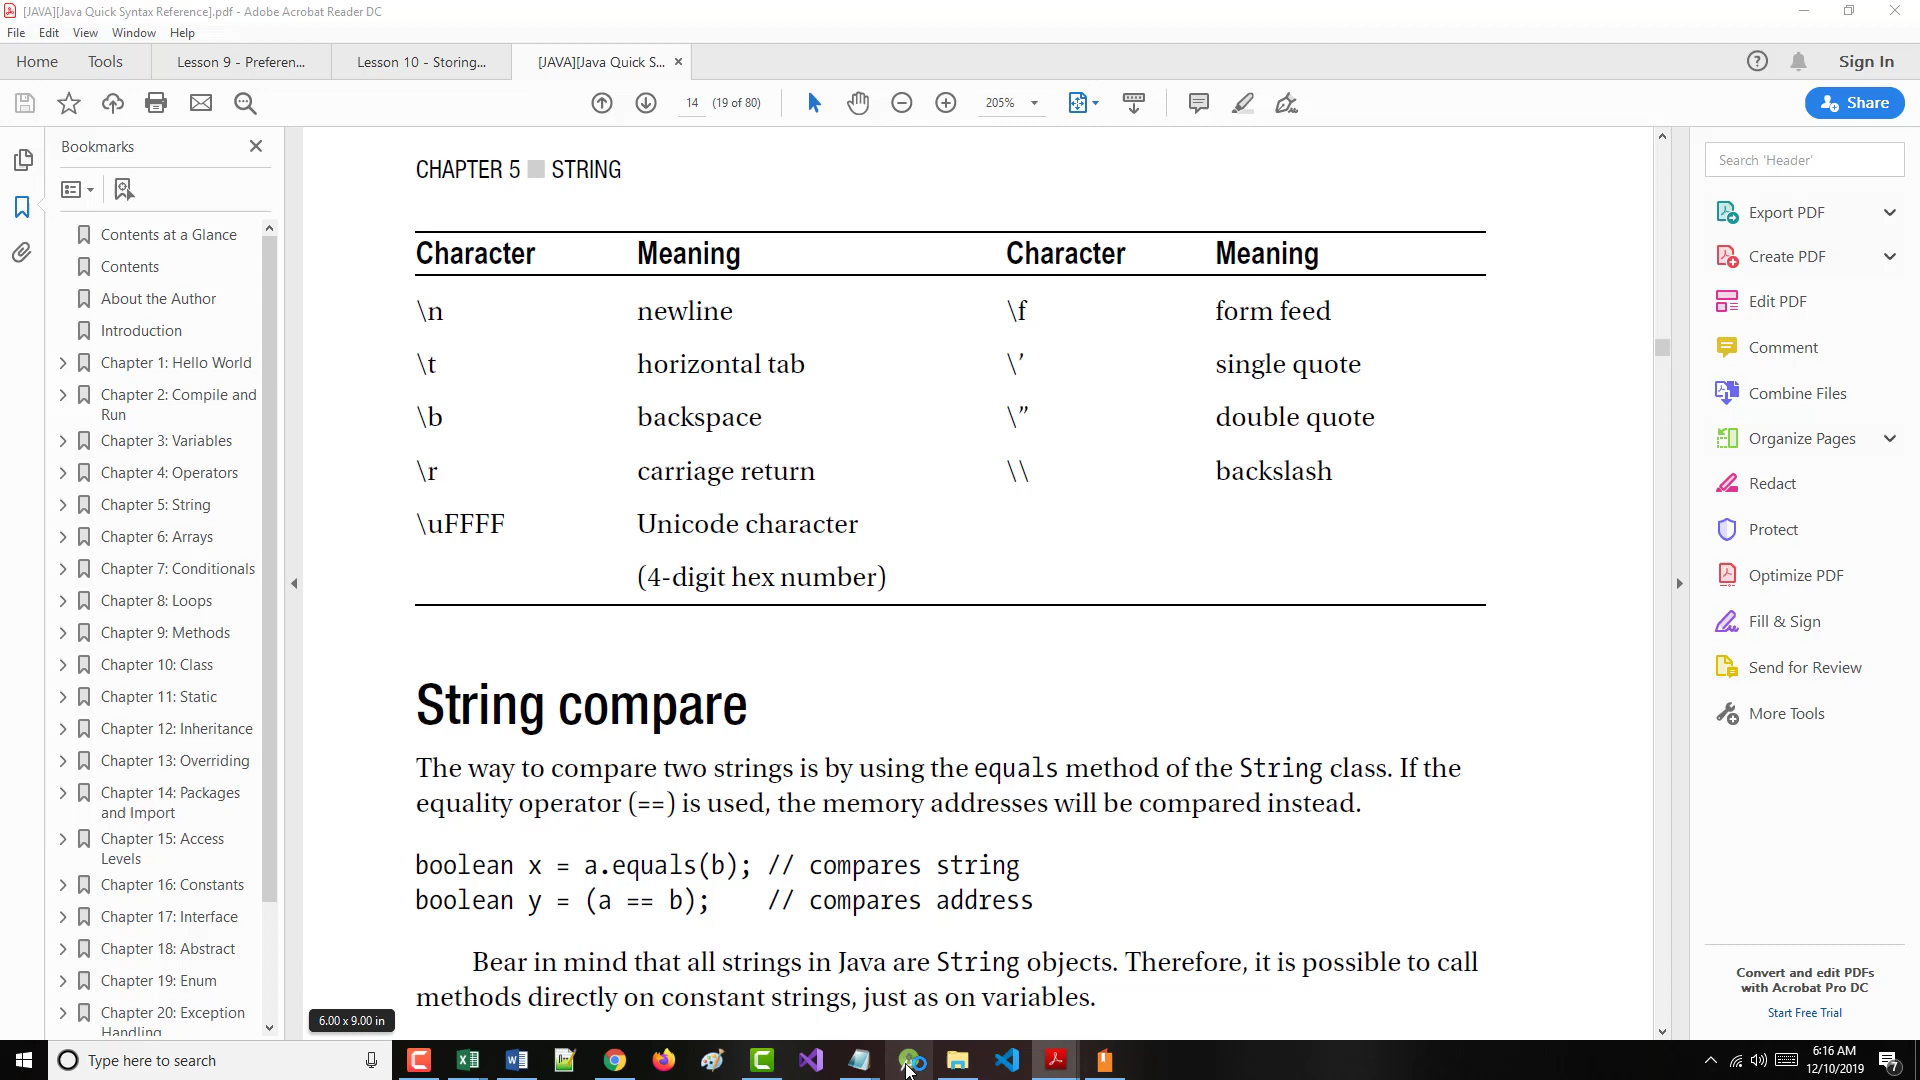 [JAVA][Java Quick Syntax Reference].pdf - Adobe Acrobat Reader DC
File Edit View Window Help
Home Tools Lesson 9 - Preferen... Lesson 10 - Storing... [JAVA][Java Quick S... Sign In
14 (19 of 80) 205% Share
Bookmarks
Contents at a Glance
Contents
About the Author
Introduction
Chapter 1: Hello World
Chapter 2: Compile and
Run
Chapter 3: Variables
Chapter 4: Operators
Chapter 5: String
Chapter 6: Arrays
Chapter 7: Conditionals
Chapter 8: Loops
Chapter 9: Methods
Chapter 10: Class
Chapter 11: Static
Chapter 12: Inheritance
Chapter 13: Overriding
Chapter 14: Packages
and Import
Chapter 15: Access
Levels
Chapter 16: Constants
Chapter 17: Interface
Chapter 18: Abstract
Chapter 19: Enum
Chapter 20: Exception
Handling
CHAPTER 5 STRING
Character Meaning Character Meaning
\n newline \f form feed
\t horizontal tab \’ single quote
\b backspace \” double quote
\r carriage return \\ backslash
\uFFFF Unicode character
(4-digit hex number)
String compare
The way to compare two strings is by using the equals method of the String class. If the
equality operator (==) is used, the memory addresses will be compared instead.
boolean x = a.equals(b); // compares string
boolean y = (a == b); // compares address
Bear in mind that all strings in Java are String objects. Therefore, it is possible to call
methods directly on constant strings, just as on variables.
6.00 x 9.00 in
Search 'Header'
Export PDF
Create PDF
Edit PDF
Comment
Combine Files
Organize Pages
Redact
Protect
Optimize PDF
Fill & Sign
Send for Review
More Tools
Convert and edit PDFs
with Acrobat Pro DC
Start Free Trial
Type here to search
6:16 AM
12/10/2019
7